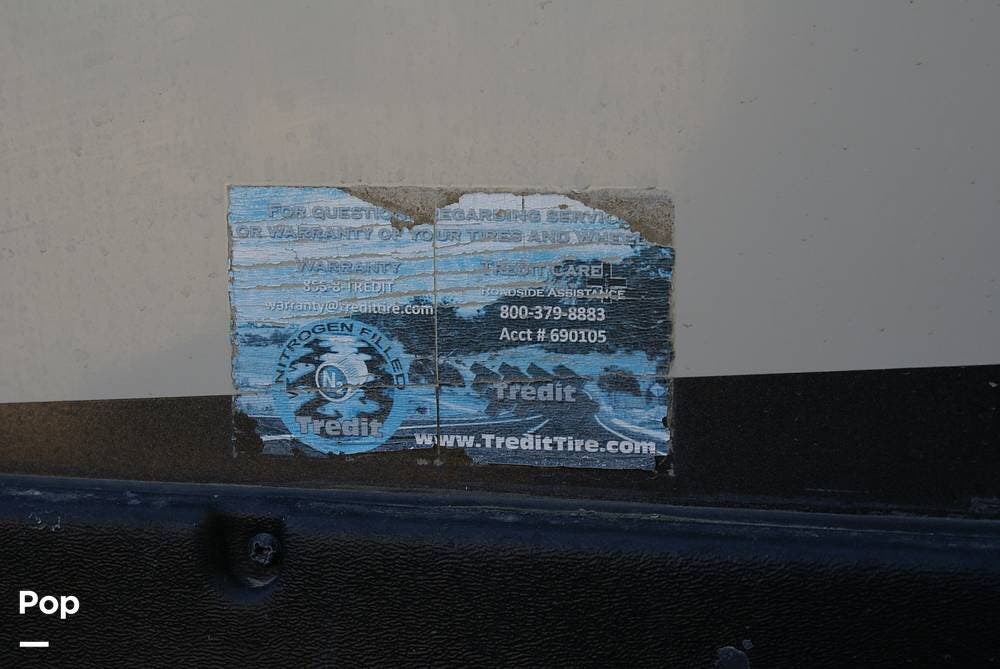 FOR QUESTIONS REGARDING SERVICE
OR WARRANTY OF YOUR TIRES AND WHEELS
WARRANTY
855-8-TREDIT
warranty@tredittire.com
TREDIT CARE
ROADSIDE ASSISTANCE
800-379-8883
Acct # 690105
NITROGEN FILLED
N₂
Tredit
Tredit
www.TreditTire.com
Pop